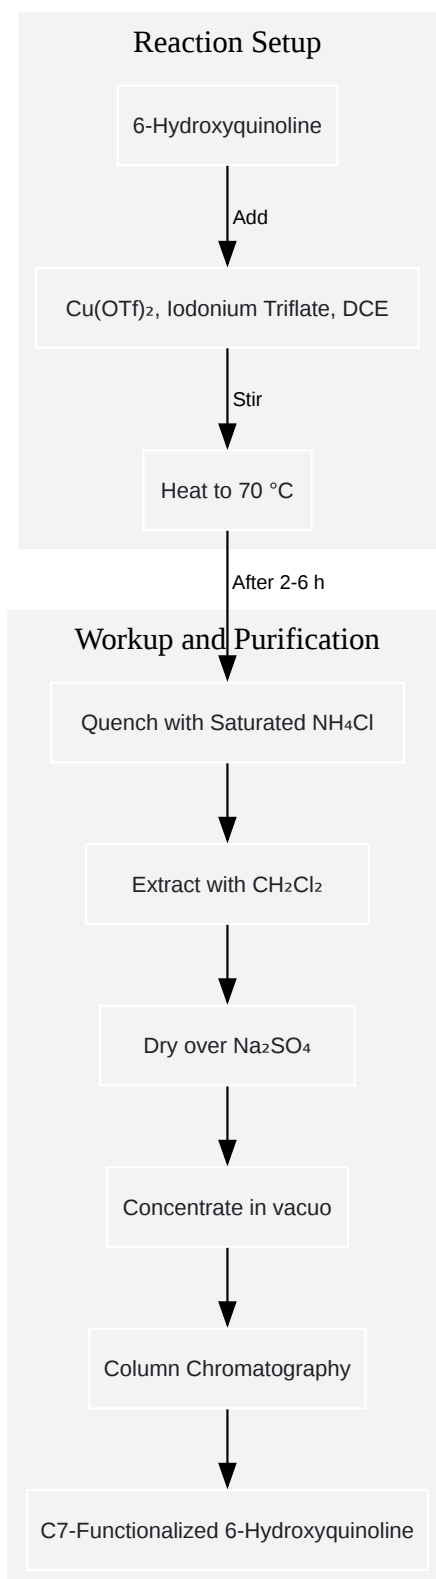 Reaction Setup
6-Hydroxyquinoline
Add
Cu(OTf)₂, Iodonium Triflate, DCE
Stir
Heat to 70 °C
After 2-6 h
Workup and Purification
Quench with Saturated NH₄Cl
Extract with CH₂Cl₂
Dry over Na₂SO₄
Concentrate in vacuo
Column Chromatography
C7-Functionalized 6-Hydroxyquinoline